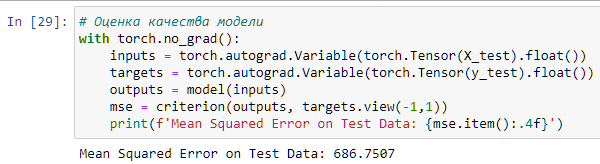 In [29]: # Оценка качества модели
with torch.no_grad():
    inputs = torch.autograd.Variable(torch.Tensor(X_test).float())
    targets = torch.autograd.Variable(torch.Tensor(y_test).float())
    outputs = model(inputs)
    mse = criterion(outputs, targets.view(-1,1))
    print(f'Mean Squared Error on Test Data: {mse.item():.4f}')
Mean Squared Error on Test Data: 686.7507